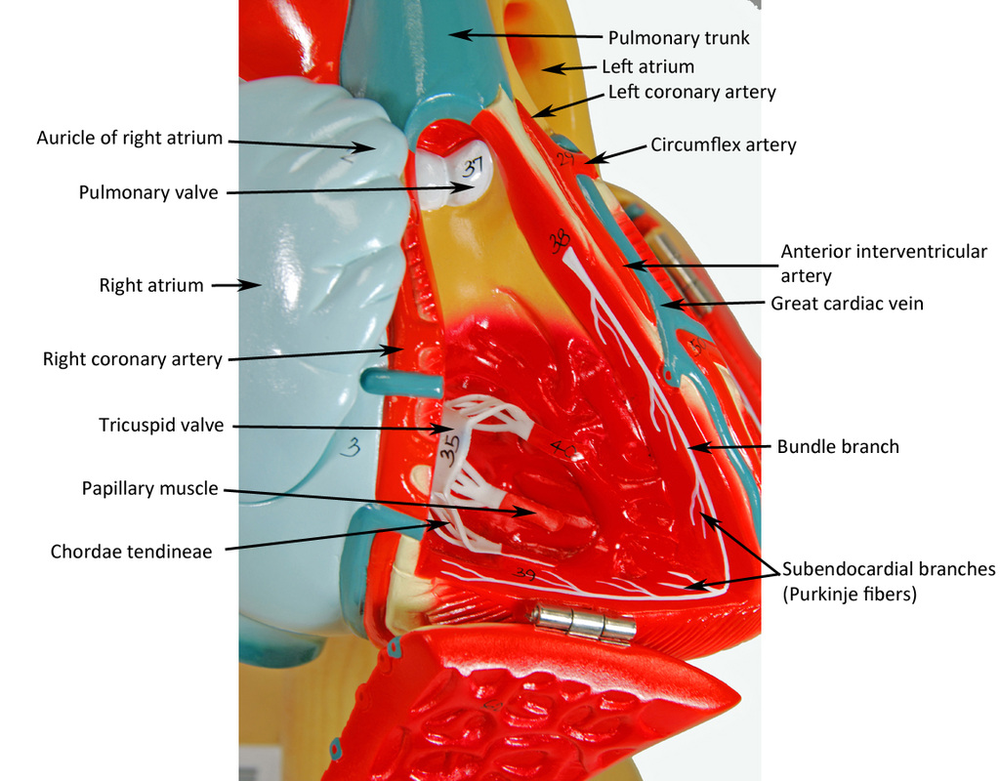 Pulmonary trunk
Left atrium
Left coronary artery
Auricle of right atrium
Circumflex artery
29
37
Pulmonary valve
38
Anterior interventricular
artery
Right atrium
Great cardiac vein
Right coronary artery
Tricuspid valve
35
40
3
Bundle branch
Papillary muscle
Chordae tendineae
Subendocardial branches
(Purkinje fibers)
39